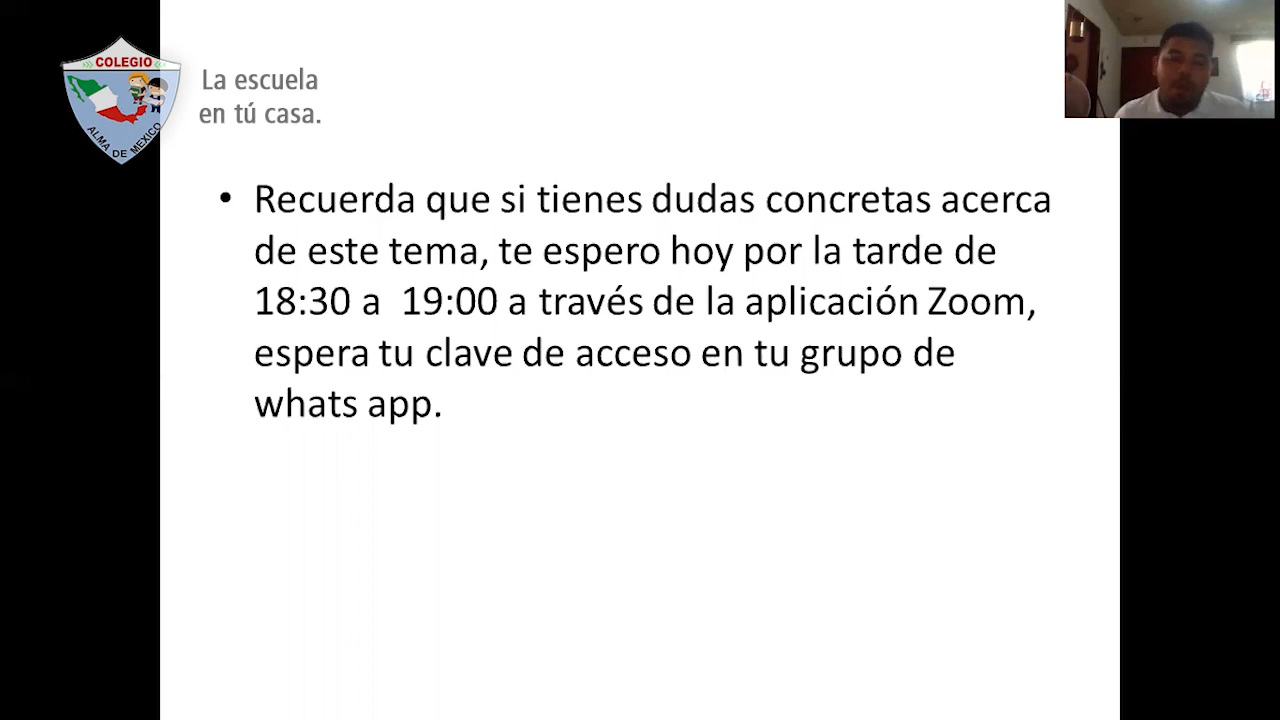 COLEGIO
ALMA DE MEXICO
La escuela
en tú casa.
• Recuerda que si tienes dudas concretas acerca
de este tema, te espero hoy por la tarde de
18:30 a 19:00 a través de la aplicación Zoom,
espera tu clave de acceso en tu grupo de
whats app.